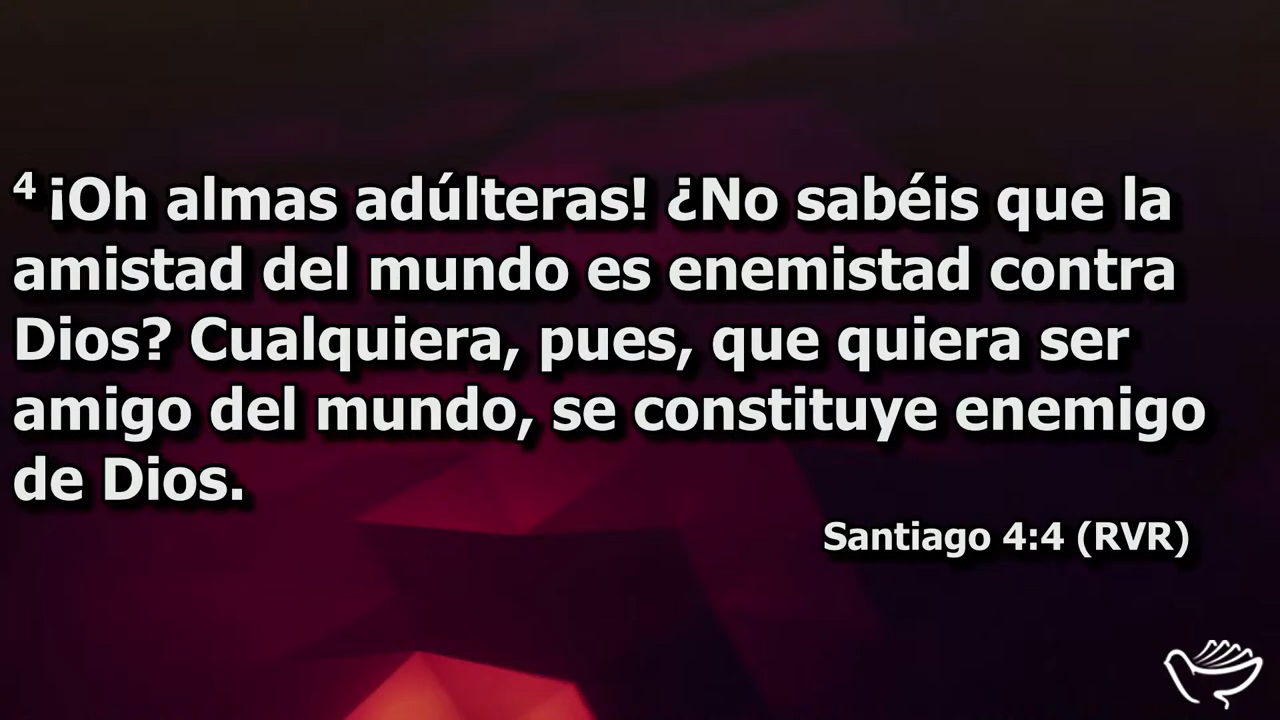 ⁴ ¡Oh almas adúlteras! ¿No sabéis que la
amistad del mundo es enemistad contra
Dios? Cualquiera, pues, que quiera ser
amigo del mundo, se constituye enemigo
de Dios.
Santiago 4:4 (RVR)